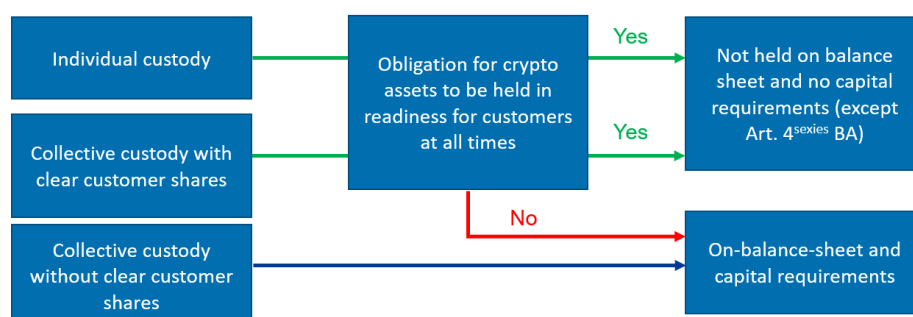 Individual custody
Collective custody with
clear customer shares
Collective custody
without clear customer
shares
Obligation for crypto
assets to be held in
readiness for customers
at all times
Yes
Yes
No
Not held on balance
sheet and no capital
requirements (except
Art. 4sexies BA)
On-balance-sheet and
capital requirements